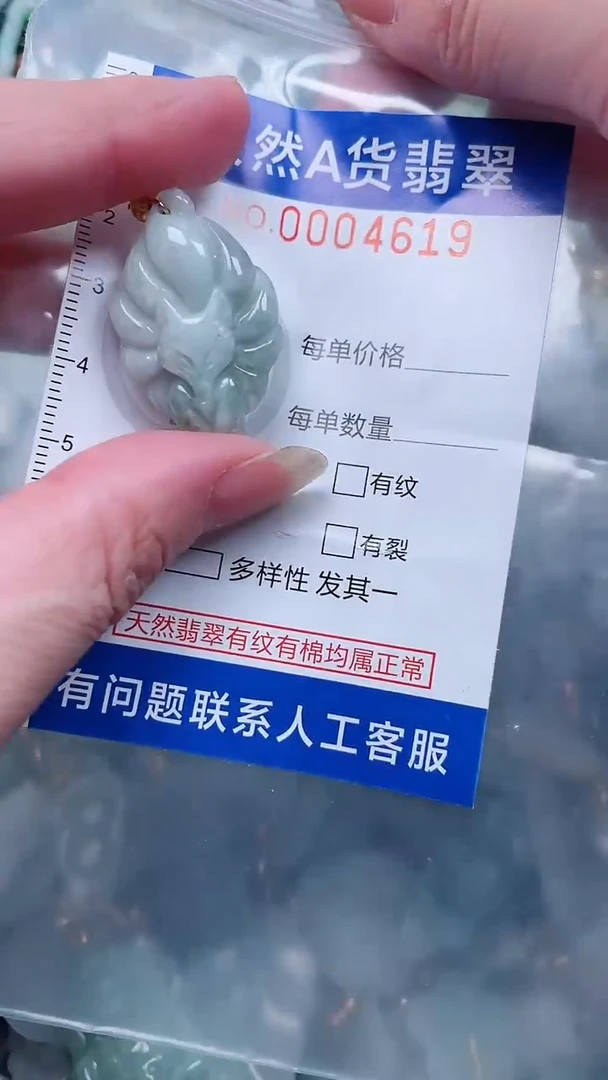 然A货翡翠
NO.0004619
2
3
每单价格
4
每单数量
5
有纹
有裂
多样性 发其一
天然翡翠有纹有棉均属正常
有问题联系人工客服